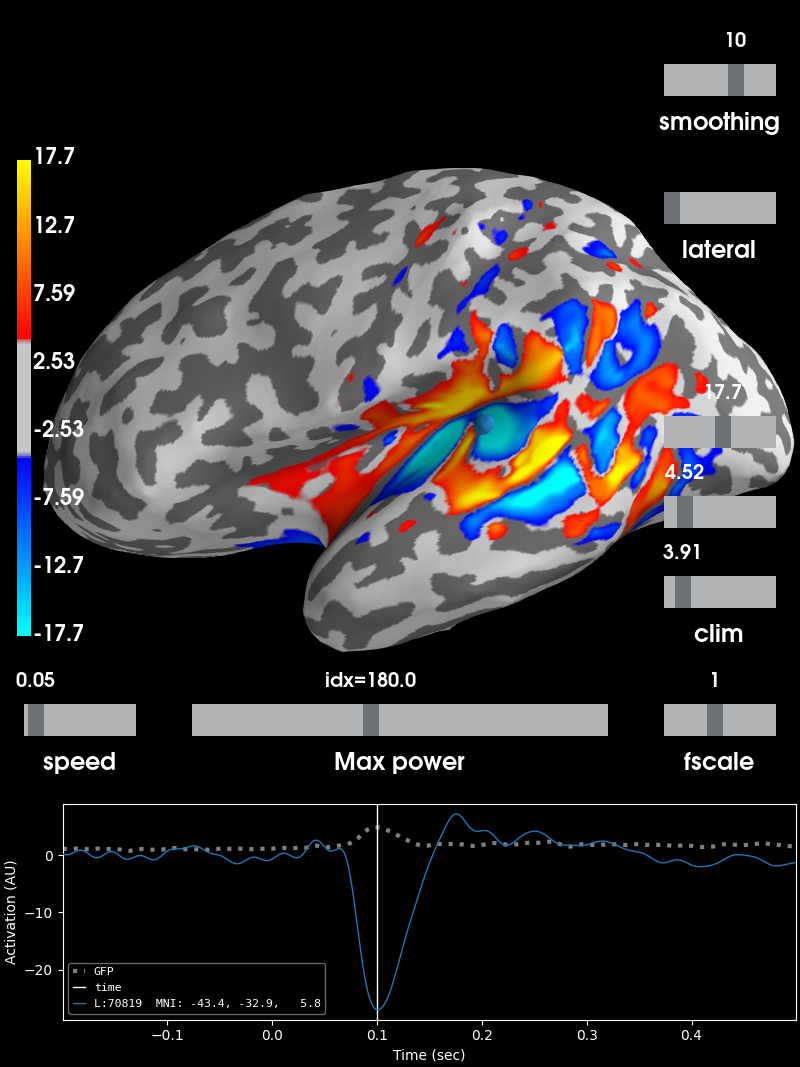 10
smoothing
lateral
17.7
12.7
7.59
2.53
-2.53
-7.59
-12.7
-17.7
17.7
4.52
3.91
clim
0.05
speed
idx=180.0
Max power
1
fscale
0
−10
−20
Activation (AU)
GFP
time
L:70819 MNI: -43.4, -32.9, 5.8
−0.1 0.0 0.1 0.2 0.3 0.4
Time (sec)